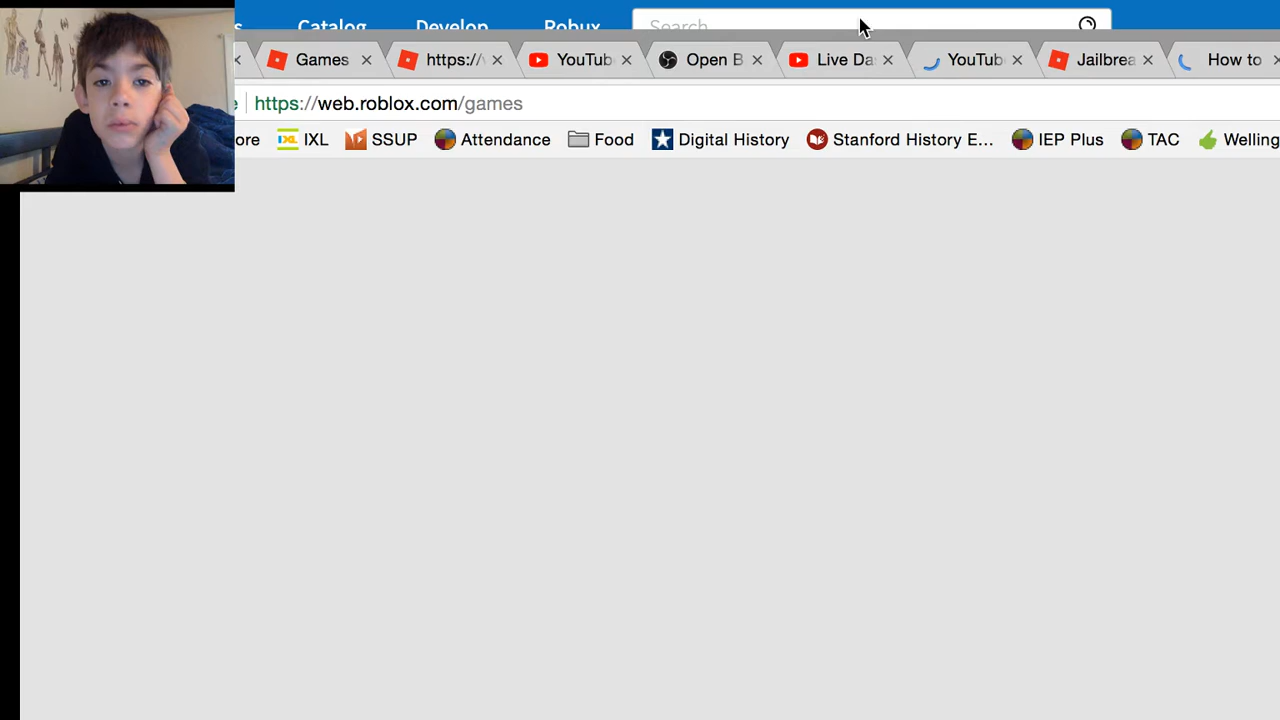 Catalog Develop Robux Search
Games https:// YouTub Open B Live Da YouTub Jailbrea How to
https://web.roblox.com/games
ore IXL SSUP Attendance Food Digital History Stanford History E... IEP Plus TAC Welling